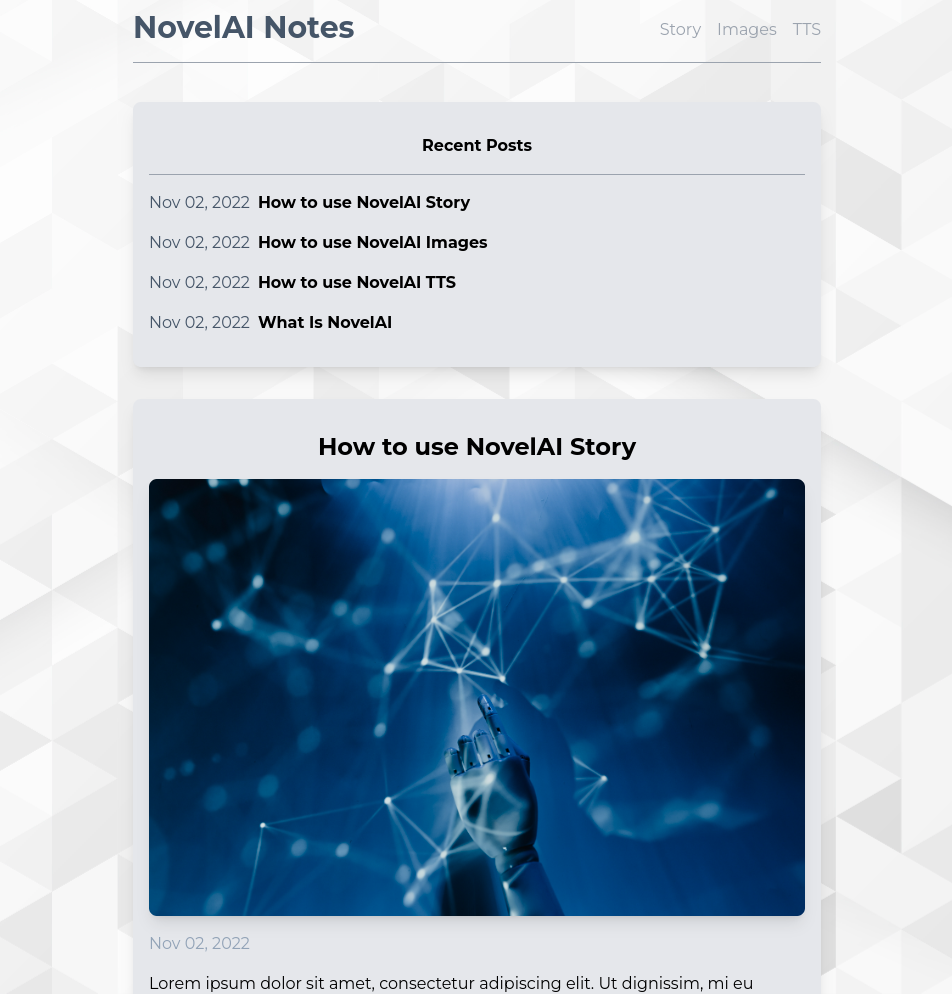 NovelAI Notes
Story Images TTS
Recent Posts
Nov 02, 2022 How to use NovelAI Story
Nov 02, 2022 How to use NovelAI Images
Nov 02, 2022 How to use NovelAI TTS
Nov 02, 2022 What Is NovelAI
How to use NovelAI Story
Nov 02, 2022
Lorem ipsum dolor sit amet, consectetur adipiscing elit. Ut dignissim, mi eu